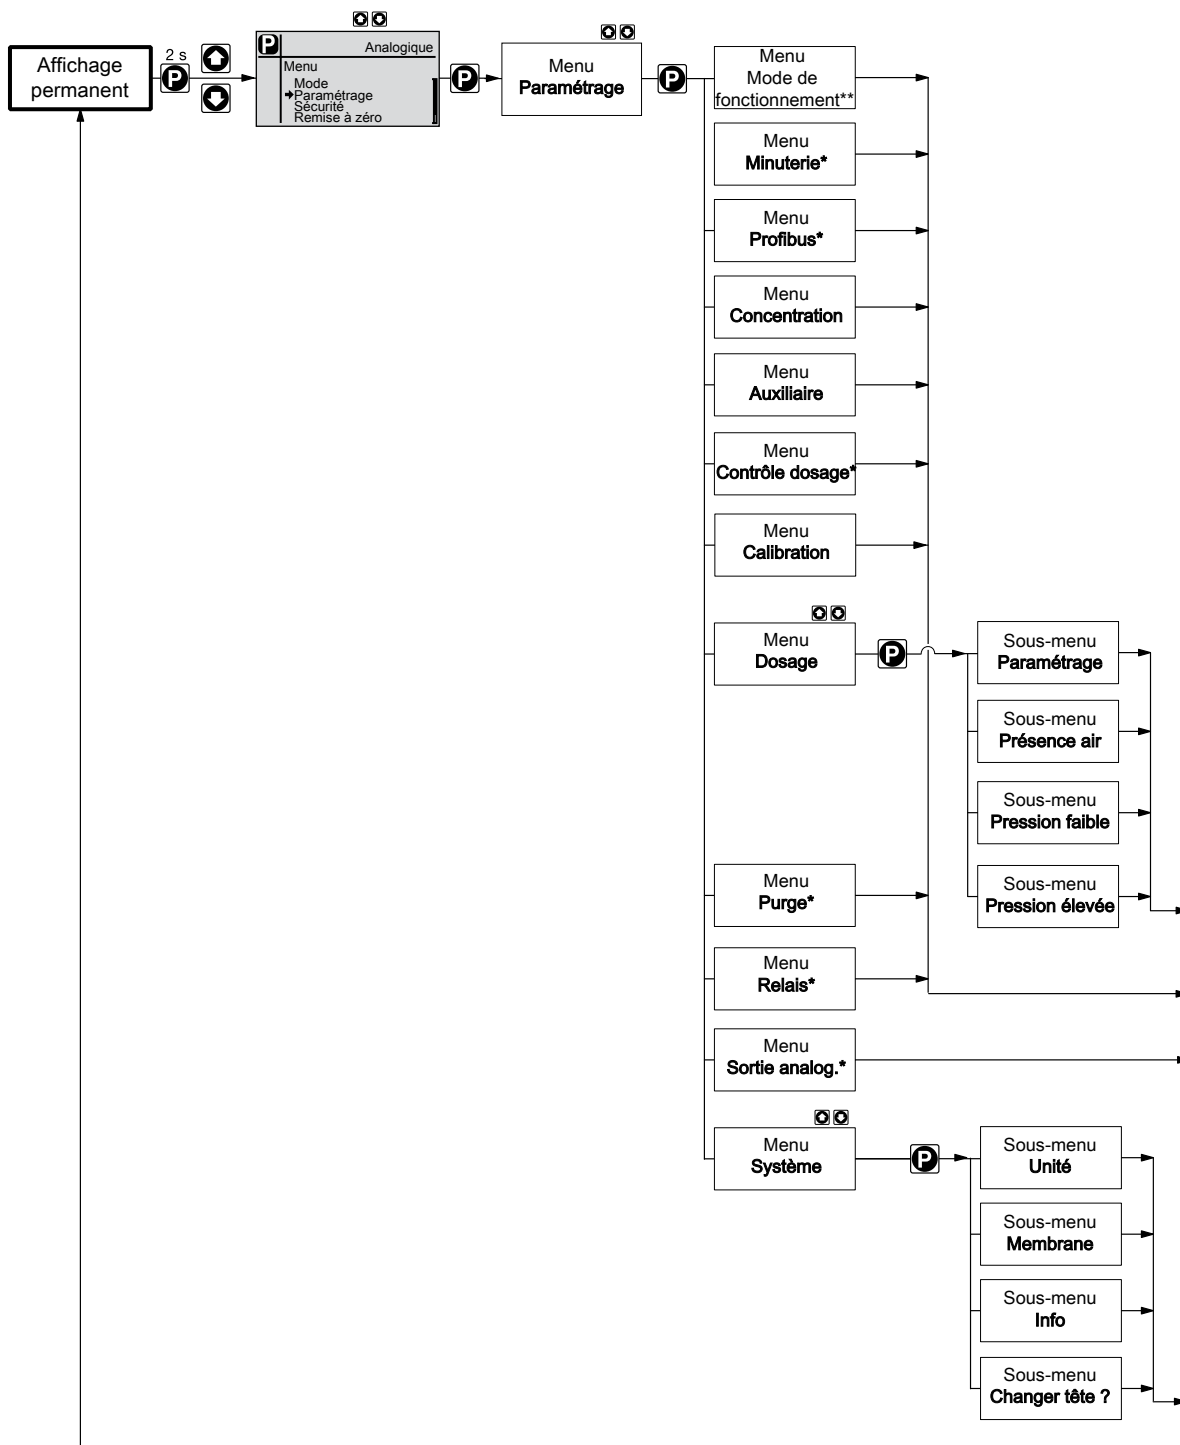 Affichage
permanent
2 s
P
P
Analogique
Menu
Mode
Paramétrage
Sécurité
Remise à zéro
P
Menu
Paramétrage
P
Menu
Mode de
fonctionnement**
Menu
Minuterie*
Menu
Profibus*
Menu
Concentration
Menu
Auxiliaire
Menu
Contrôle dosage*
Menu
Calibration
Menu
Dosage
P
Sous-menu
Paramétrage
Sous-menu
Présence air
Sous-menu
Pression faible
Sous-menu
Pression élevée
Menu
Purge*
Menu
Relais*
Menu
Sortie analog.*
Menu
Système
P
Sous-menu
Unité
Sous-menu
Membrane
Sous-menu
Info
Sous-menu
Changer tête ?